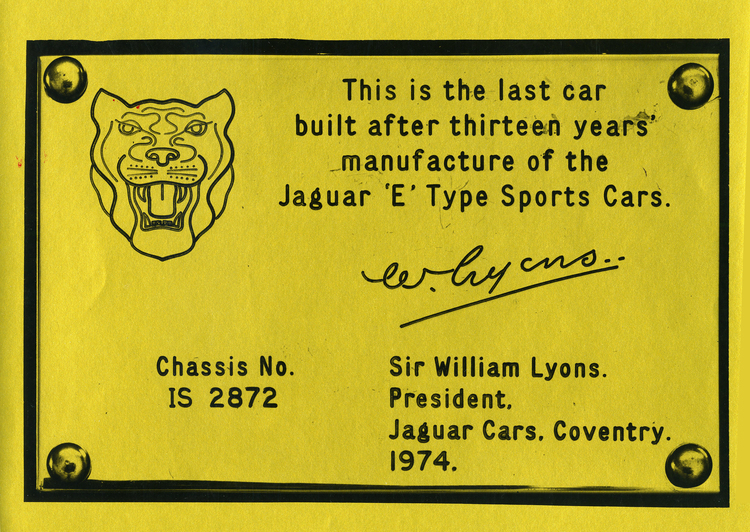 This is the last car
built after thirteen years'
manufacture of the
Jaguar 'E' Type Sports Cars.
W. Lyons..
Chassis No.
IS 2872
Sir William Lyons.
President,
Jaguar Cars, Coventry.
1974.